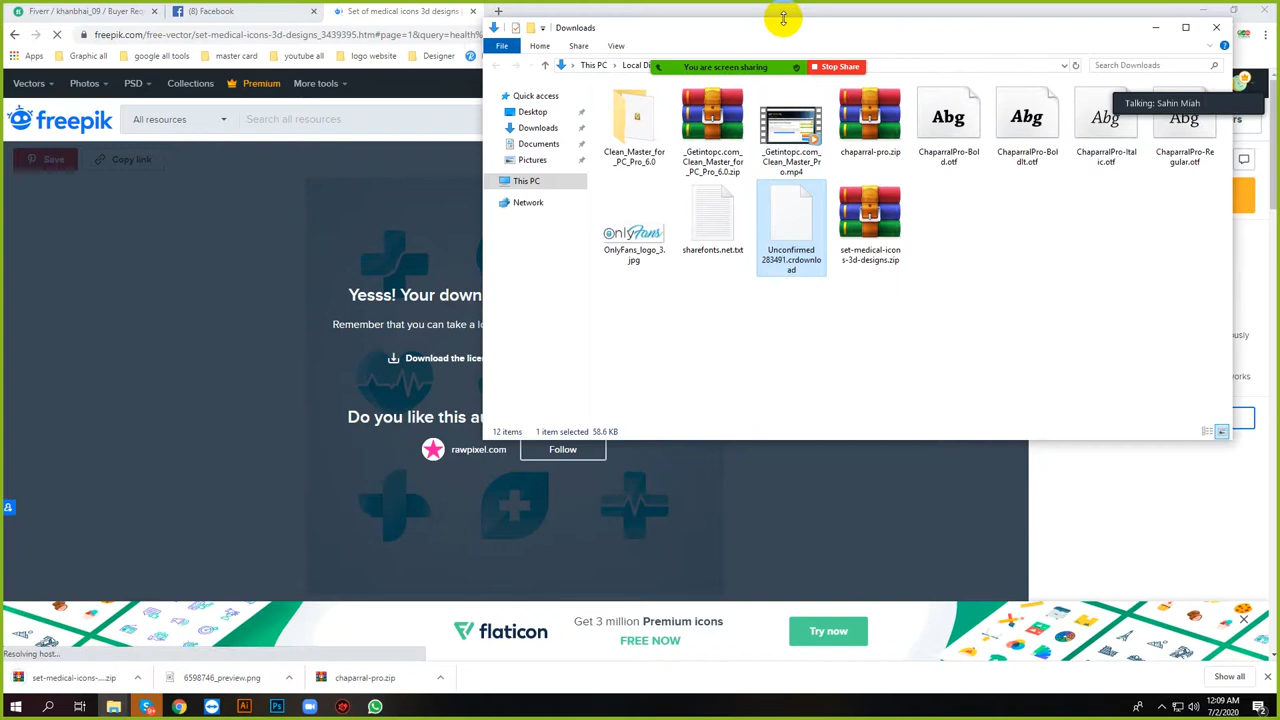 Fiverr / khanbhai_09 / Buyer Req
(8) Facebook
Set of medical icons 3d designs
freepik.com/free-vector/set-medical-icons-3d-designs_3439395.htm#page=1&query=health%
Apps
Graphic all
google all tools
master card
youtube all
logo website
Designer
Vectors
Photos
PSD
Collections
Premium
More tools
freepik
All resources
Search all resources
Save
Copy link
Yesss! Your down
Remember that you can take a lo
Download the lice
Do you like this au
rawpixel.com
Follow
Downloads
File
Home
Share
View
This PC
Local Di
You are screen sharing
Stop Share
Search Downloads
Talking: Sahin Miah
Quick access
Desktop
Downloads
Documents
Pictures
This PC
Network
Clean_Master_for_PC_Pro_6.0
_Getintopc.com_Clean_Master_for_PC_Pro_6.0.zip
_Getintopc.com_Clean_Master_Pro.mp4
chaparral-pro.zip
Abg
ChaparralPro-Bold.otf
Abg
ChaparralPro-BoldIt.otf
Abg
ChaparralPro-Italic.otf
Abg
ChaparralPro-Regular.otf
OnlyFans
OnlyFans_logo_3.jpg
sharefonts.net.txt
Unconfirmed 283491.crdownload
set-medical-icons-3d-designs.zip
12 items
1 item selected 58.6 KB
flaticon
Get 3 million Premium icons
FREE NOW
Try now
Resolving host...
set-medical-icons-....zip
6598746_preview.png
chaparral-pro.zip
Show all
12:09 AM
7/2/2020